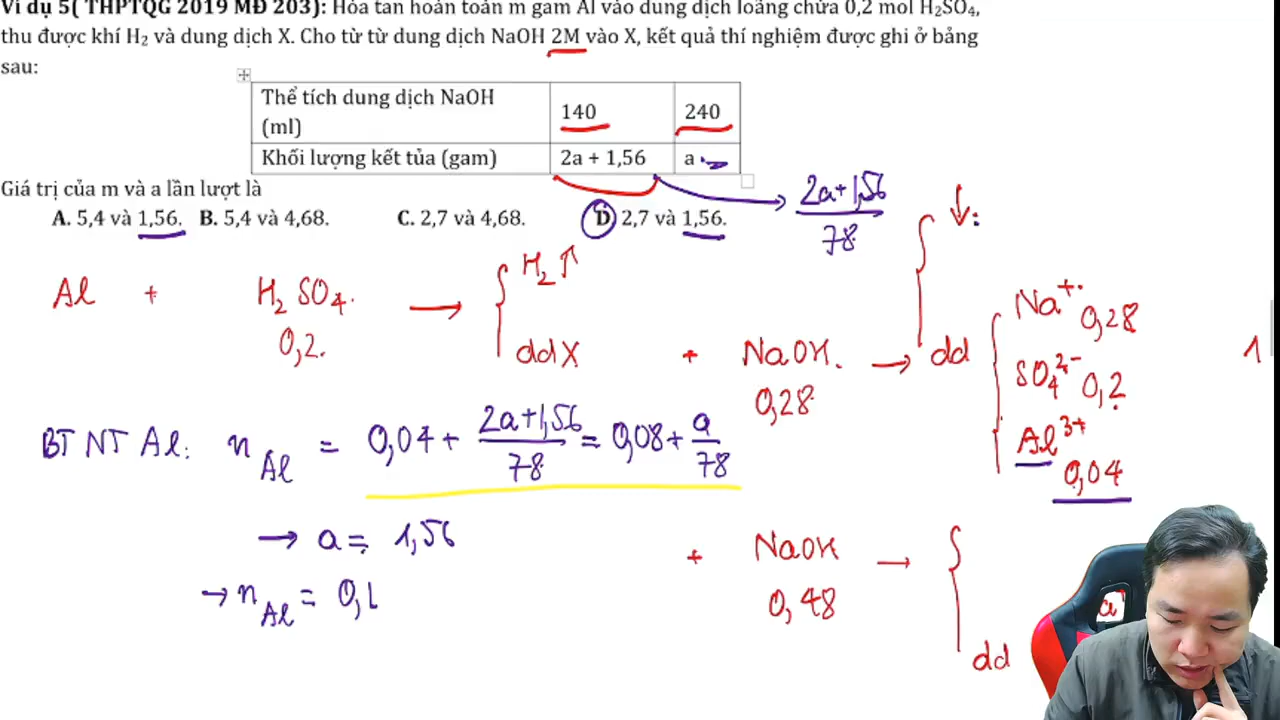 Ví dụ 5( THPTQG 2019 MĐ 203): Hòa tan hoàn toàn m gam Al vào dung dịch loãng chứa 0,2 mol H₂SO₄,
thu được khí H₂ và dung dịch X. Cho từ từ dung dịch NaOH 2M vào X, kết quả thí nghiệm được ghi ở bảng
sau:
Thể tích dung dịch NaOH (ml) 140 240
Khối lượng kết tủa (gam) 2a + 1,56 a
Giá trị của m và a lần lượt là
A. 5,4 và 1,56. B. 5,4 và 4,68. C. 2,7 và 4,68. D 2,7 và 1,56.
(2a+1,56)/78
↓:
Al + H₂SO₄. → { H₂↑
0,2.
ddX + NaOH. → dd { Na⁺ 0,28
0,28
SO₄²⁻ 0,2
Al³⁺ 0,04
1
BT NT Al: n Al = 0,04 + (2a+1,56)/78 = 0,08 + a/78
→ a = 1,56
→ n Al = 0,1
+ NaOH → {
0,48
dd